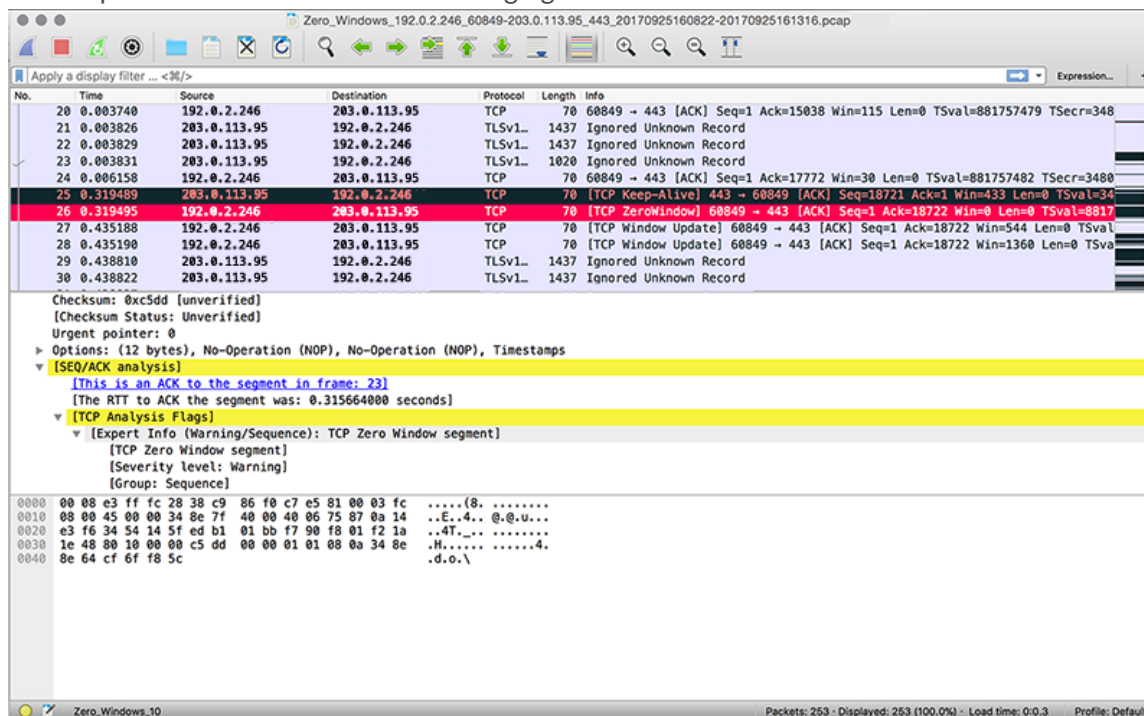 Zero_Windows_192.0.2.246_60849-203.0.113.95_443_20170925160822-20170925161316.pcap
Apply a display filter ... <⌘/> Expression...
No. Time Source Destination Protocol Length Info
20 0.003740 192.0.2.246 203.0.113.95 TCP 70 60849 → 443 [ACK] Seq=1 Ack=15038 Win=115 Len=0 TSval=881757479 TSecr=348
21 0.003826 203.0.113.95 192.0.2.246 TLSv1… 1437 Ignored Unknown Record
22 0.003829 203.0.113.95 192.0.2.246 TLSv1… 1437 Ignored Unknown Record
23 0.003831 203.0.113.95 192.0.2.246 TLSv1… 1020 Ignored Unknown Record
24 0.006158 192.0.2.246 203.0.113.95 TCP 70 60849 → 443 [ACK] Seq=1 Ack=17772 Win=30 Len=0 TSval=881757482 TSecr=3480
25 0.319489 203.0.113.95 192.0.2.246 TCP 70 [TCP Keep-Alive] 443 → 60849 [ACK] Seq=18721 Ack=1 Win=433 Len=0 TSval=34
26 0.319495 192.0.2.246 203.0.113.95 TCP 70 [TCP ZeroWindow] 60849 → 443 [ACK] Seq=1 Ack=18722 Win=0 Len=0 TSval=8817
27 0.435188 192.0.2.246 203.0.113.95 TCP 70 [TCP Window Update] 60849 → 443 [ACK] Seq=1 Ack=18722 Win=544 Len=0 TSval
28 0.435190 192.0.2.246 203.0.113.95 TCP 70 [TCP Window Update] 60849 → 443 [ACK] Seq=1 Ack=18722 Win=1360 Len=0 TSva
29 0.438810 203.0.113.95 192.0.2.246 TLSv1… 1437 Ignored Unknown Record
30 0.438822 203.0.113.95 192.0.2.246 TLSv1… 1437 Ignored Unknown Record
Checksum: 0xc5dd [unverified]
[Checksum Status: Unverified]
Urgent pointer: 0
Options: (12 bytes), No-Operation (NOP), No-Operation (NOP), Timestamps
[SEQ/ACK analysis]
[This is an ACK to the segment in frame: 23]
[The RTT to ACK the segment was: 0.315664000 seconds]
[TCP Analysis Flags]
[Expert Info (Warning/Sequence): TCP Zero Window segment]
[TCP Zero Window segment]
[Severity level: Warning]
[Group: Sequence]
0000 00 08 e3 ff fc 28 38 c9 86 f0 c7 e5 81 00 03 fc .....(8. ........
0010 08 00 45 00 00 34 8e 7f 40 00 40 06 75 87 0a 14 ..E..4.. @.@.u...
0020 e3 f6 34 54 14 5f ed b1 01 bb f7 90 f8 01 f2 1a ..4T._.. ........
0030 1e 48 80 10 00 00 c5 dd 00 00 01 01 08 0a 34 8e .H...... ......4.
0040 8e 64 cf 6f f8 5c .d.o.\
Zero_Windows_10 Packets: 253 · Displayed: 253 (100.0%) · Load time: 0:0.3 Profile: Defaul